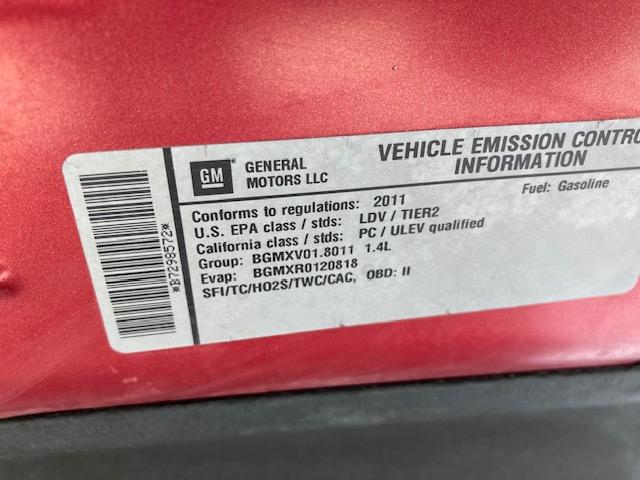 GM
GENERAL
MOTORS LLC
VEHICLE EMISSION CONTRO
INFORMATION
Conforms to regulations: 2011
Fuel: Gasoline
U.S. EPA class / stds: LDV / TIER2
California class / stds: PC / ULEV qualified
Group: BGMXV01.8011 1.4L
Evap: BGMXR0120818
SFI/TC/HO2S/TWC/CAC, OBD: II
*B7298572*